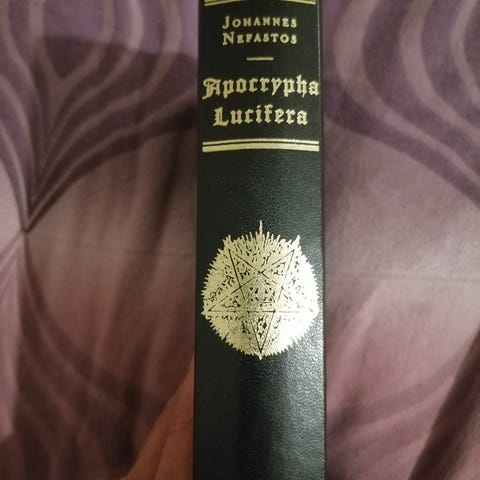 Johannes
Nefastos
Apocrypha
Lucifera